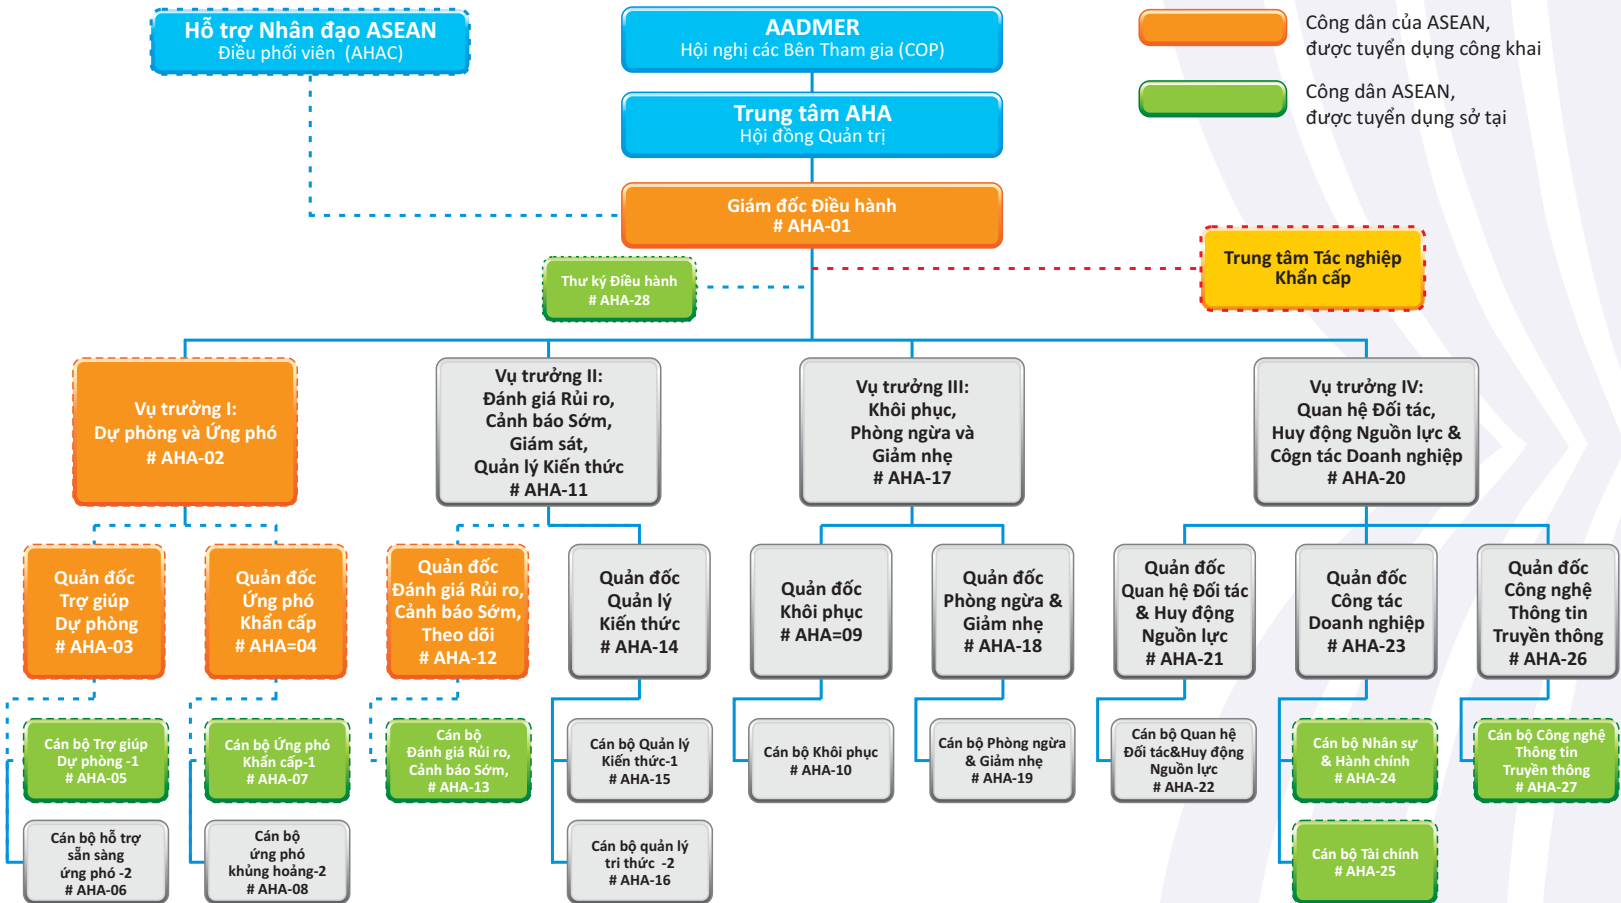 Hỗ trợ Nhân đạo ASEAN
Điều phối viên (AHAC)
AADMER
Hội nghị các Bên Tham gia (COP)
Công dân của ASEAN,
được tuyển dụng công khai
Công dân ASEAN,
được tuyển dụng sở tại
Trung tâm AHA
Hội đồng Quản trị
Giám đốc Điều hành
# AHA-01
Thư ký Điều hành
# AHA-28
Trung tâm Tác nghiệp
Khẩn cấp
Vụ trưởng I:
Dự phòng và Ứng phó
# AHA-02
Vụ trưởng II:
Đánh giá Rủi ro,
Cảnh báo Sớm,
Giám sát,
Quản lý Kiến thức
# AHA-11
Vụ trưởng III:
Khôi phục,
Phòng ngừa và
Giảm nhẹ
# AHA-17
Vụ trưởng IV:
Quan hệ Đối tác,
Huy động Nguồn lực &
Côgn tác Doanh nghiệp
# AHA-20
Quản đốc
Trợ giúp
Dự phòng
# AHA-03
Quản đốc
Ứng phó
Khẩn cấp
# AHA=04
Quản đốc
Đánh giá Rủi ro,
Cảnh báo Sớm,
Theo dõi
# AHA-12
Quản đốc
Quản lý
Kiến thức
# AHA-14
Quản đốc
Khôi phục
# AHA=09
Quản đốc
Phòng ngừa &
Giảm nhẹ
# AHA-18
Quản đốc
Quan hệ Đối tác
& Huy động
Nguồn lực
# AHA-21
Quản đốc
Công tác
Doanh nghiệp
# AHA-23
Quản đốc
Công nghệ
Thông tin
Truyền thông
# AHA-26
Cán bộ Trợ giúp
Dự phòng -1
# AHA-05
Cán bộ Ứng phó
Khẩn cấp-1
# AHA-07
Cán bộ
Đánh giá Rủi ro,
Cảnh báo Sớm,
# AHA-13
Cán bộ Quản lý
Kiến thức-1
# AHA-15
Cán bộ Khôi phục
# AHA-10
Cán bộ Phòng ngừa
& Giảm nhẹ
# AHA-19
Cán bộ Quan hệ
Đối tác&Huy động
Nguồn lực
# AHA-22
Cán bộ Nhân sự
& Hành chính
# AHA-24
Cán bộ Công nghệ
Thông tin
Truyền thông
# AHA-27
Cán bộ hỗ trợ
sẵn sàng
ứng phó -2
# AHA-06
Cán bộ
ứng phó
khủng hoảng-2
# AHA-08
Cán bộ quản lý
tri thức -2
# AHA-16
Cán bộ Tài chính
# AHA-25